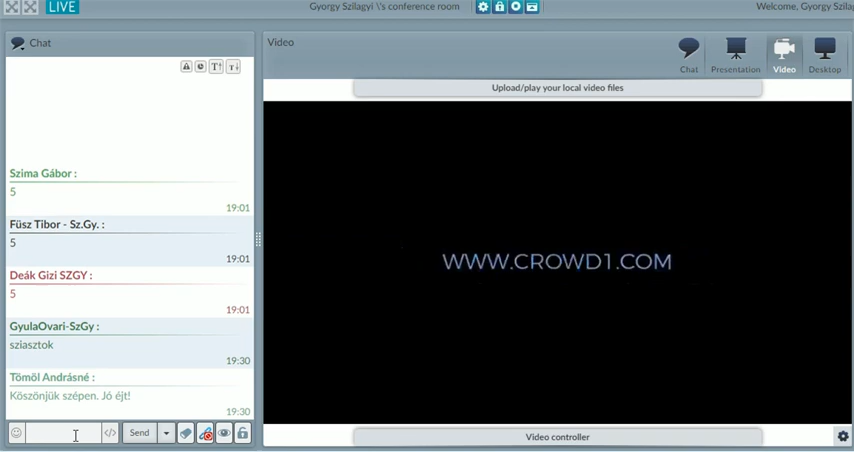 LIVE
Gyorgy Szilagyi \'s conference room
Welcome, Gyorgy Szilag
Chat
Video
Chat
Presentation
Video
Desktop
Upload/play your local video files
Szima Gábor :
5
19:01
Füsz Tibor - Sz.Gy. :
5
19:01
Deák Gizi SZGY :
5
19:01
GyulaOvari-SzGy :
sziasztok
19:30
Tömöl Andrásné :
Köszönjük szépen. Jó éjt!
19:30
WWW.CROWD1.COM
Send
Video controller